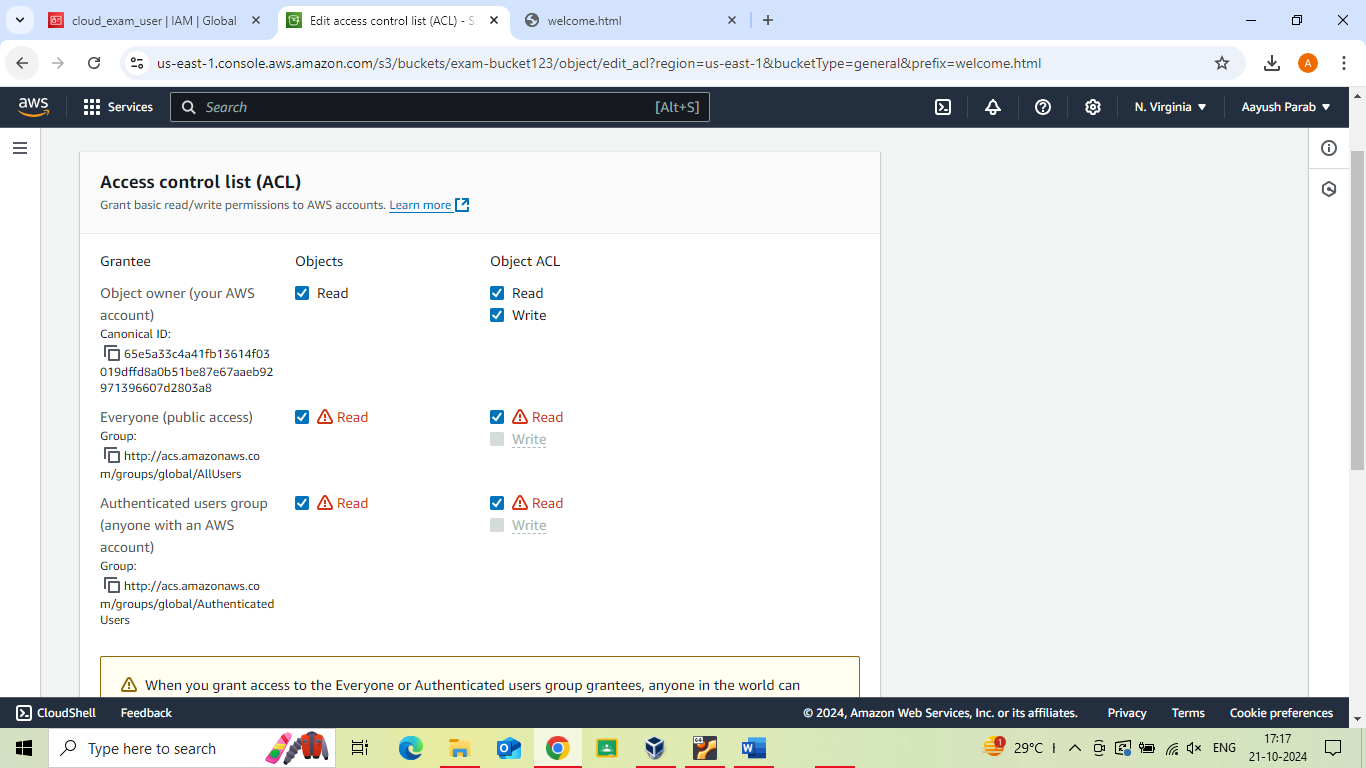 cloud_exam_user | IAM | Global
Edit access control list (ACL) - S
welcome.html
us-east-1.console.aws.amazon.com/s3/buckets/exam-bucket123/object/edit_acl?region=us-east-1&bucketType=general&prefix=welcome.html
A
aws
Services
Search
[Alt+S]
N. Virginia
Aayush Parab
Access control list (ACL)
Grant basic read/write permissions to AWS accounts. Learn more
Grantee Objects Object ACL
Object owner (your AWS Read Read
account) Write
Canonical ID:
65e5a33c4a41fb13614f03
019dffd8a0b51be87e67aaeb92
971396607d2803a8
Everyone (public access) Read Read
Group: Write
http://acs.amazonaws.co
m/groups/global/AllUsers
Authenticated users group Read Read
(anyone with an AWS Write
account)
Group:
http://acs.amazonaws.co
m/groups/global/Authenticated
Users
When you grant access to the Everyone or Authenticated users group grantees, anyone in the world can
CloudShell Feedback © 2024, Amazon Web Services, Inc. or its affiliates. Privacy Terms Cookie preferences
Type here to search
1
29°C
ENG
17:17
21-10-2024